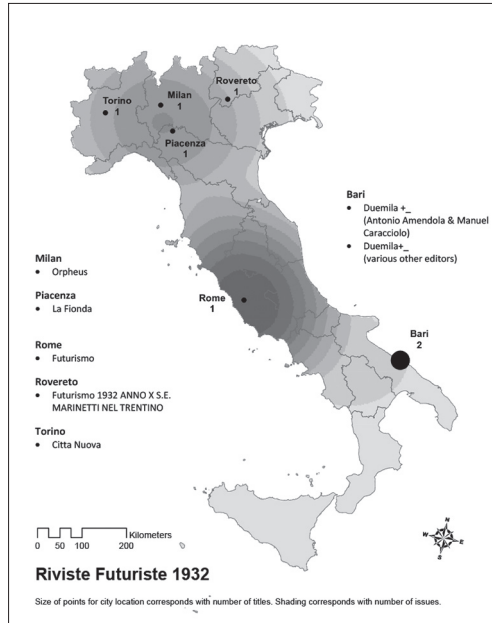 Rovereto
1
Milan
1
Torino
1
Piacenza
1
Bari
Duemila +_
(Antonio Amendola & Manuel
Caracciolo)
Duemila+_
(various other editors)
Milan
Orpheus
Piacenza
La Fionda
Rome
Futurismo
Rovereto
Futurismo 1932 ANNO X S.E.
MARINETTI NEL TRENTINO
Torino
Citta Nuova
Rome
1
Bari
2
N
W E
S
Kilometers
0 50 100 200
Riviste Futuriste 1932
Size of points for city location corresponds with number of titles. Shading corresponds with number of issues.